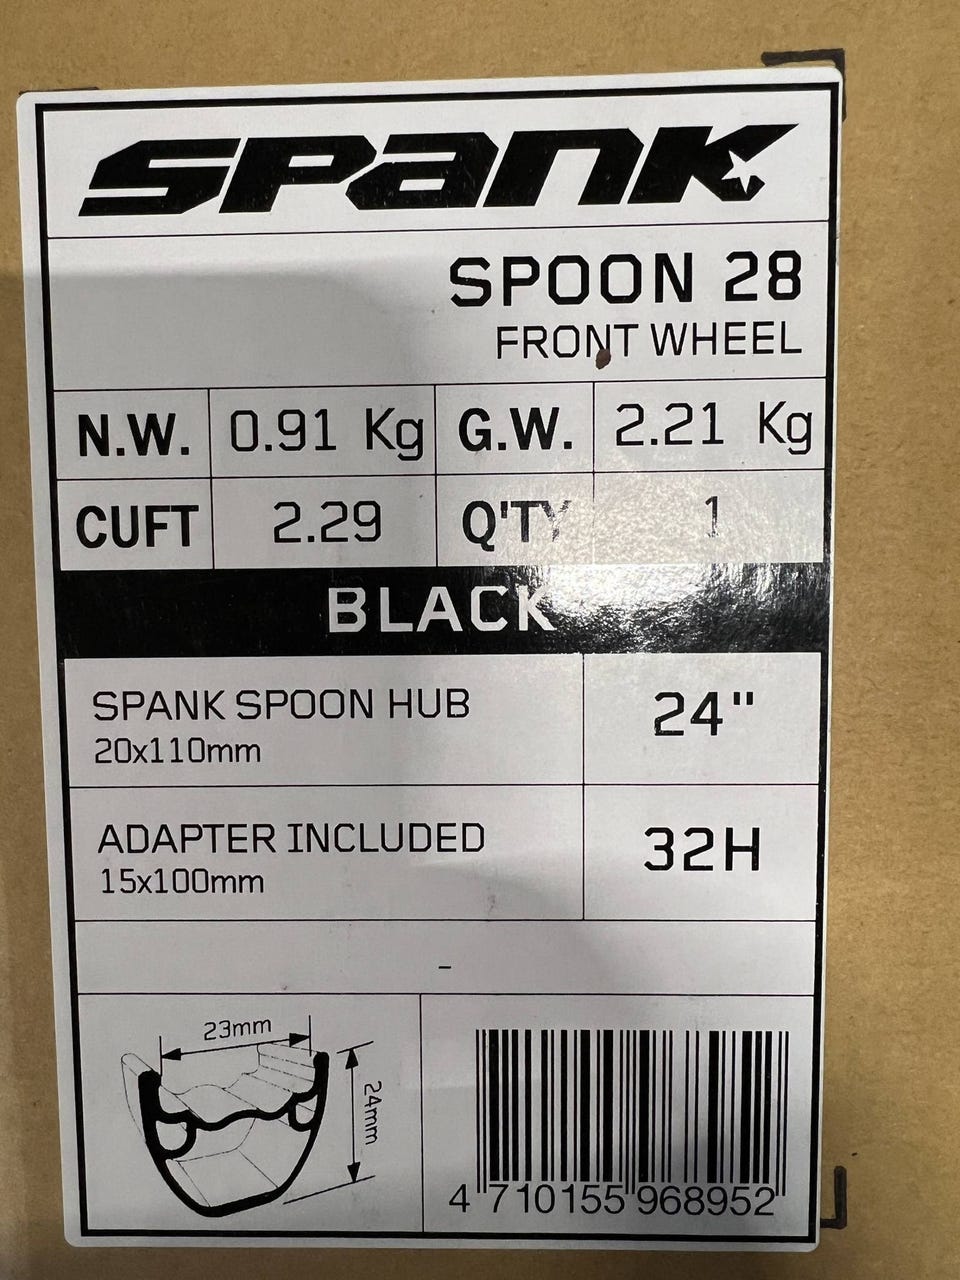 SPANK
SPOON 28
FRONT WHEEL
N.W. 0.91 Kg G.W. 2.21 Kg
CUFT 2.29 Q'TY 1
BLACK
SPANK SPOON HUB
20x110mm
24"
ADAPTER INCLUDED
15x100mm
32H
-
23mm
24mm
4 710155 968952